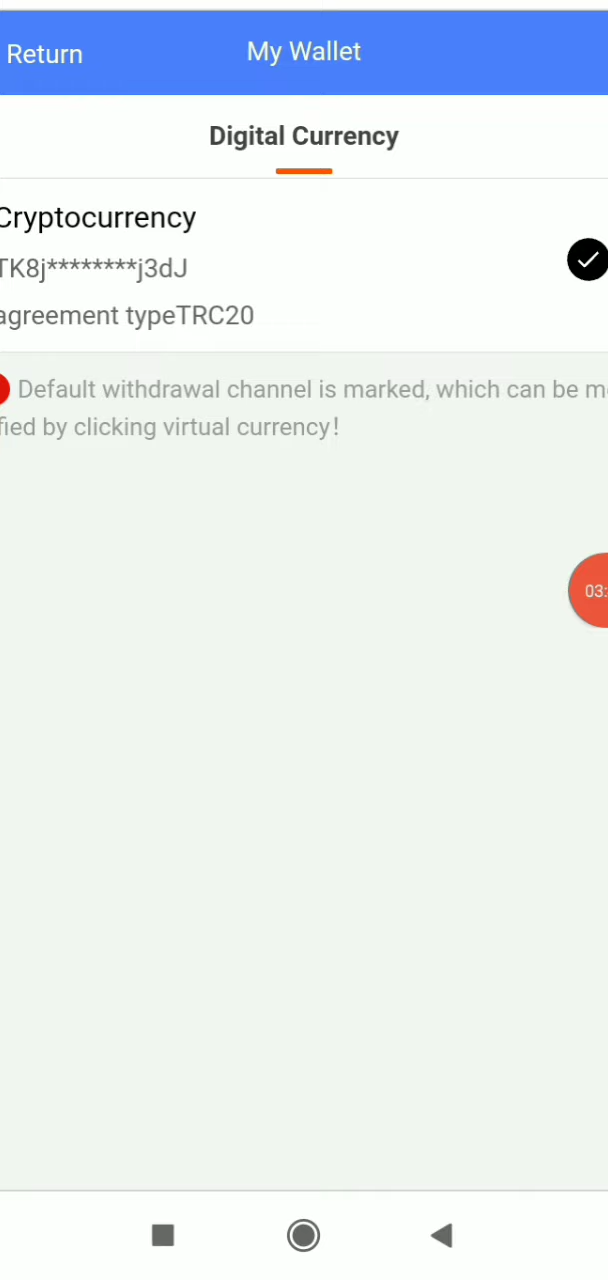 Return
My Wallet
Digital Currency
Cryptocurrency
TK8j********j3dJ
agreement typeTRC20
Default withdrawal channel is marked, which can be m
fied by clicking virtual currency!
03: